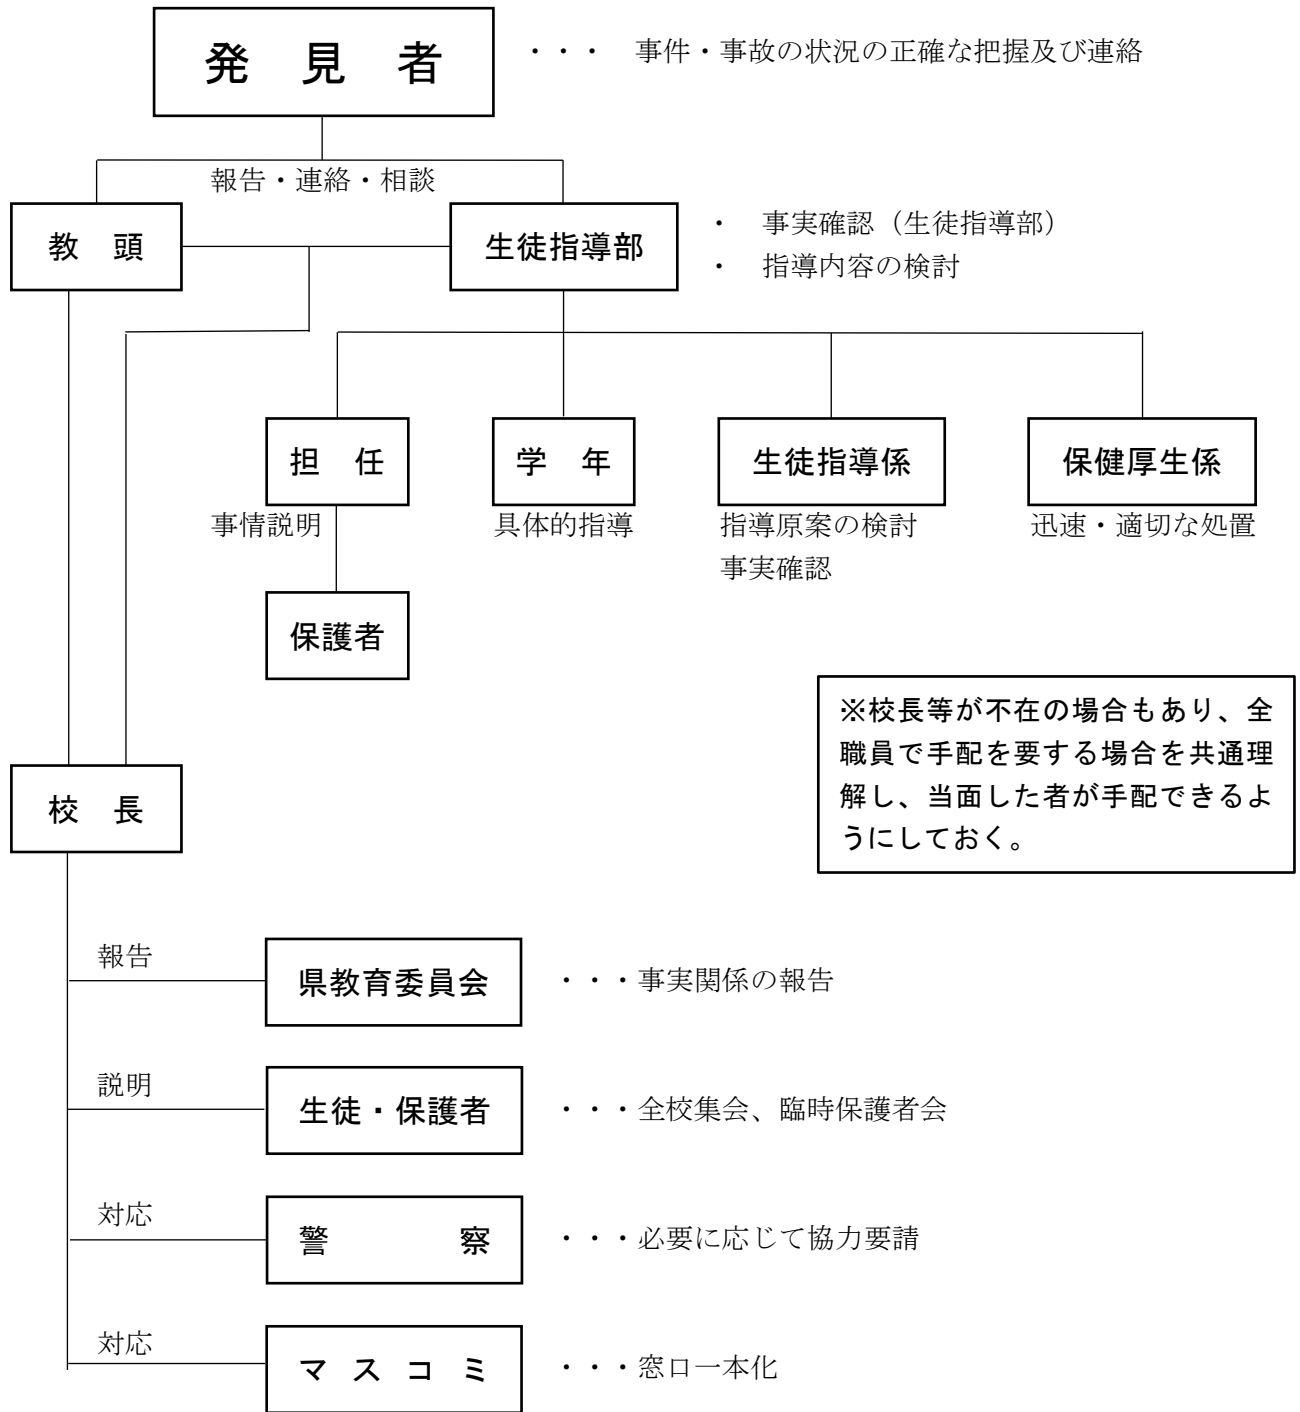 発　見　者
・・・　事件・事故の状況の正確な把握及び連絡
報告・連絡・相談
教　頭
生徒指導部
・　事実確認（生徒指導部）
・　指導内容の検討
担　任
学　年
生徒指導係
保健厚生係
事情説明
具体的指導
指導原案の検討
事実確認
迅速・適切な処置
保護者
※校長等が不在の場合もあり、全
職員で手配を要する場合を共通理
解し、当面した者が手配できるよ
うにしておく。
校　長
報告
県教育委員会
・・・事実関係の報告
説明
生徒・保護者
・・・全校集会、臨時保護者会
対応
警　　　察
・・・必要に応じて協力要請
対応
マ　ス　コ　ミ
・・・窓口一本化